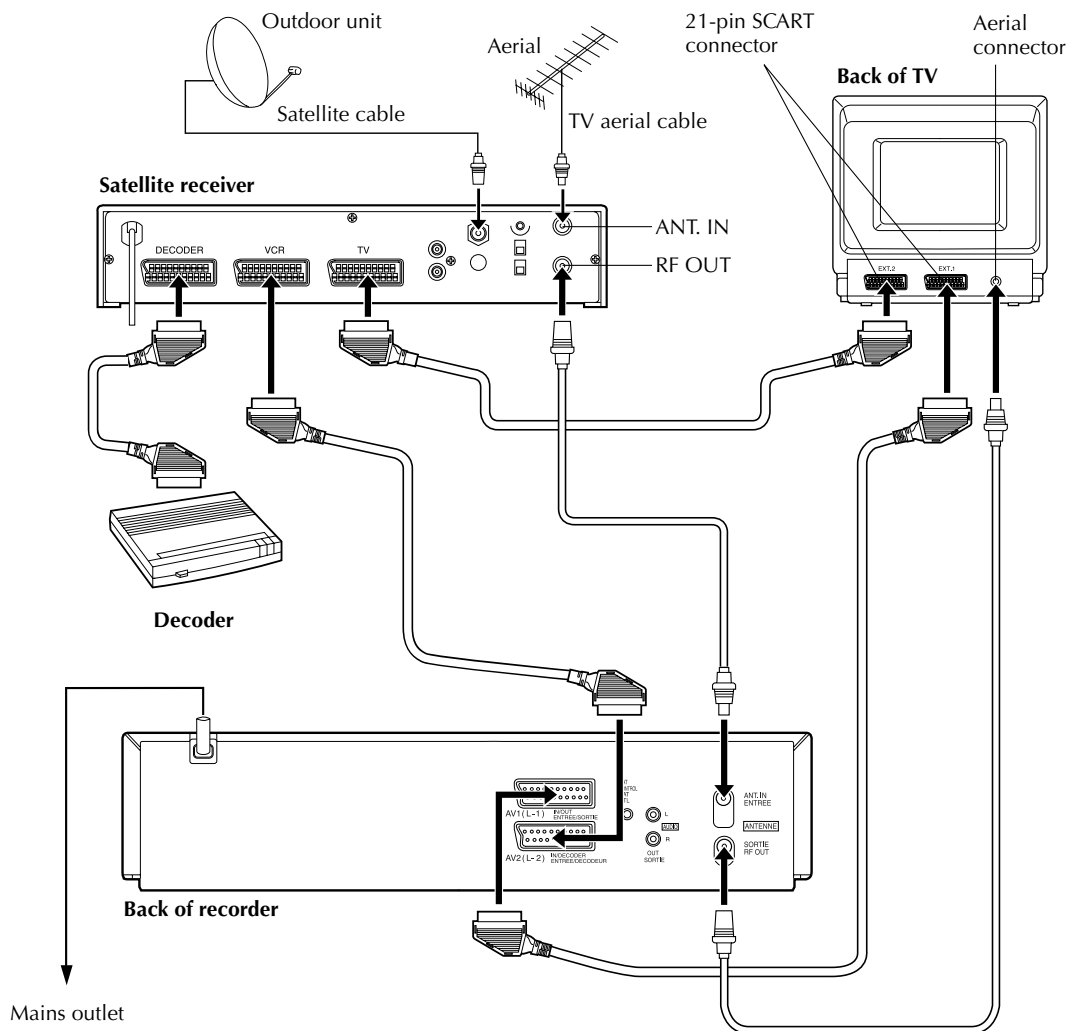 Outdoor unit
Aerial
21-pin SCART
connector
Aerial
connector
Back of TV
Satellite cable
TV aerial cable
Satellite receiver
ANT. IN
RF OUT
DECODER
VCR
TV
EXT.2
EXT.1
Decoder
AV1 (L-1)
IN/OUT
ENTREE/SORTIE
AV2 (L-2)
IN/DECODER
ENTREE/DECODEUR
L
AUDIO
R
OUT
SORTIE
ANT. IN
ENTREE
ANTENNE
SORTIE
RF OUT
Back of recorder
Mains outlet